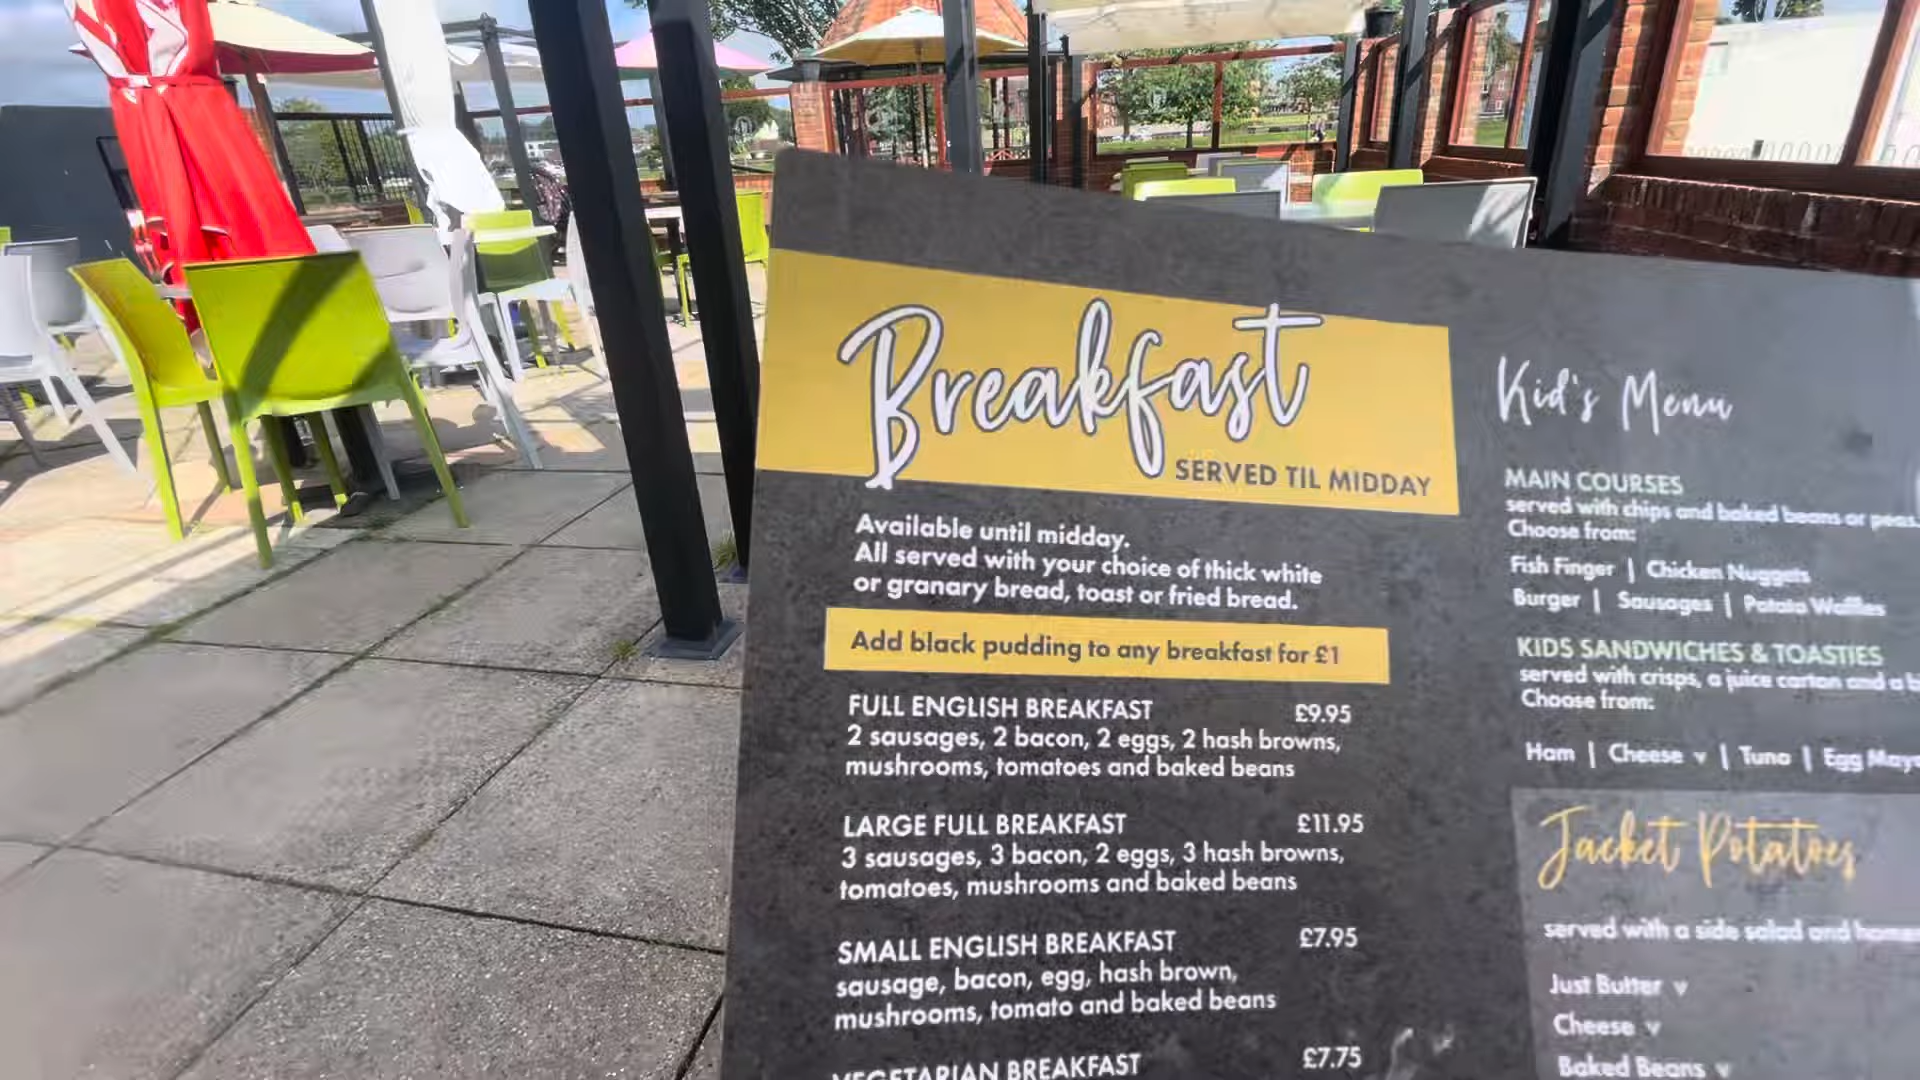 Breakfast
SERVED TIL MIDDAY
Available until midday.
All served with your choice of thick white
or granary bread, toast or fried bread.
Add black pudding to any breakfast for £1
FULL ENGLISH BREAKFAST £9.95
2 sausages, 2 bacon, 2 eggs, 2 hash browns,
mushrooms, tomatoes and baked beans
LARGE FULL BREAKFAST £11.95
3 sausages, 3 bacon, 2 eggs, 3 hash browns,
tomatoes, mushrooms and baked beans
SMALL ENGLISH BREAKFAST £7.95
sausage, bacon, egg, hash brown,
mushrooms, tomato and baked beans
VEGETARIAN BREAKFAST £7.75
Kid's Menu
MAIN COURSES
served with chips and baked beans or peas.
Choose from:
Fish Finger | Chicken Nuggets
Burger | Sausages | Potato Waffles
KIDS SANDWICHES & TOASTIES
served with crisps, a juice carton and a b
Choose from:
Ham | Cheese v | Tuna | Egg Mayo
Jacket Potatoes
served with a side salad and home
Just Butter v
Cheese v
Baked Beans v